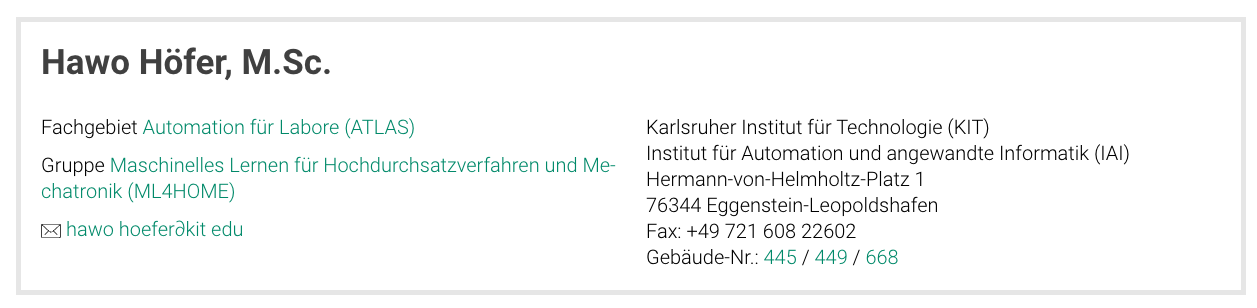 Hawo Höfer, M.Sc.
Fachgebiet Automation für Labore (ATLAS)
Gruppe Maschinelles Lernen für Hochdurchsatzverfahren und Me-
chatronik (ML4HOME)
hawo hoefer∂kit edu
Karlsruher Institut für Technologie (KIT)
Institut für Automation und angewandte Informatik (IAI)
Hermann-von-Helmholtz-Platz 1
76344 Eggenstein-Leopoldshafen
Fax: +49 721 608 22602
Gebäude-Nr.: 445 / 449 / 668